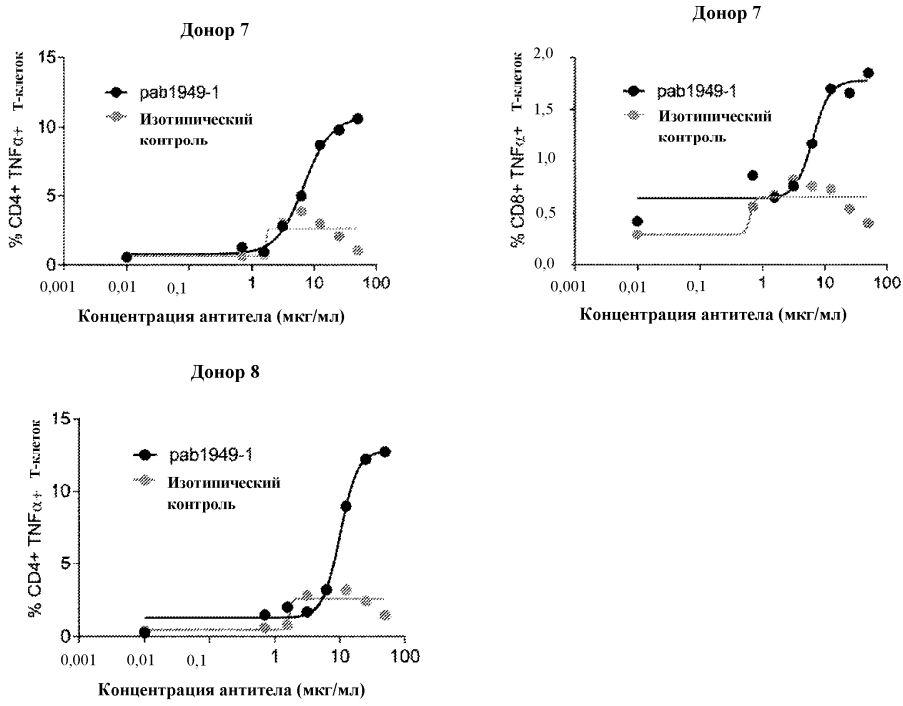 Донор 7
% CD4+ TNFα+ Т-клеток
15
10
5
0
pab1949-1
Изотипический
контроль
0,001
0,01
0,1
1
10
100
Концентрация антитела (мкг/мл)
Донор 7
% CD8+ TNFα+ Т-клеток
2,0
1,5
1,0
0,5
0,0
pab1949-1
Изотипический
контроль
0,001
0,01
0,1
1
10
100
Концентрация антитела (мкг/мл)
Донор 8
% CD4+ TNFα+ Т-клеток
15
10
5
0
pab1949-1
Изотипический
контроль
0,001
0,01
0,1
1
10
100
Концентрация антитела (мкг/мл)